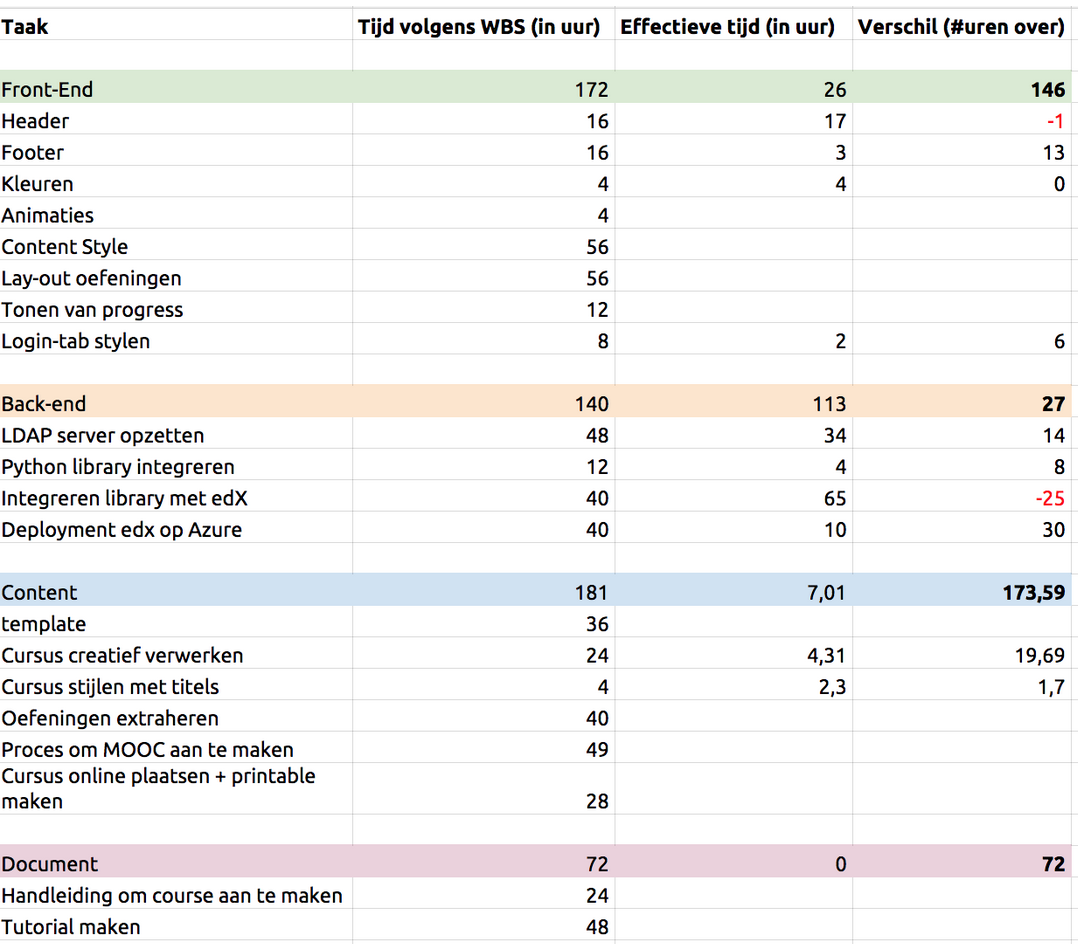 Taak Tijd volgens WBS (in uur) Effectieve tijd (in uur) Verschil (#uren over)
Front-End 172 26 146
Header 16 17 -1
Footer 16 3 13
Kleuren 4 4 0
Animaties 4
Content Style 56
Lay-out oefeningen 56
Tonen van progress 12
Login-tab stylen 8 2 6
Back-end 140 113 27
LDAP server opzetten 48 34 14
Python library integreren 12 4 8
Integreren library met edX 40 65 -25
Deployment edx op Azure 40 10 30
Content 181 7,01 173,59
template 36
Cursus creatief verwerken 24 4,31 19,69
Cursus stijlen met titels 4 2,3 1,7
Oefeningen extraheren 40
Proces om MOOC aan te maken 49
Cursus online plaatsen + printable
maken 28
Document 72 0 72
Handleiding om course aan te maken 24
Tutorial maken 48